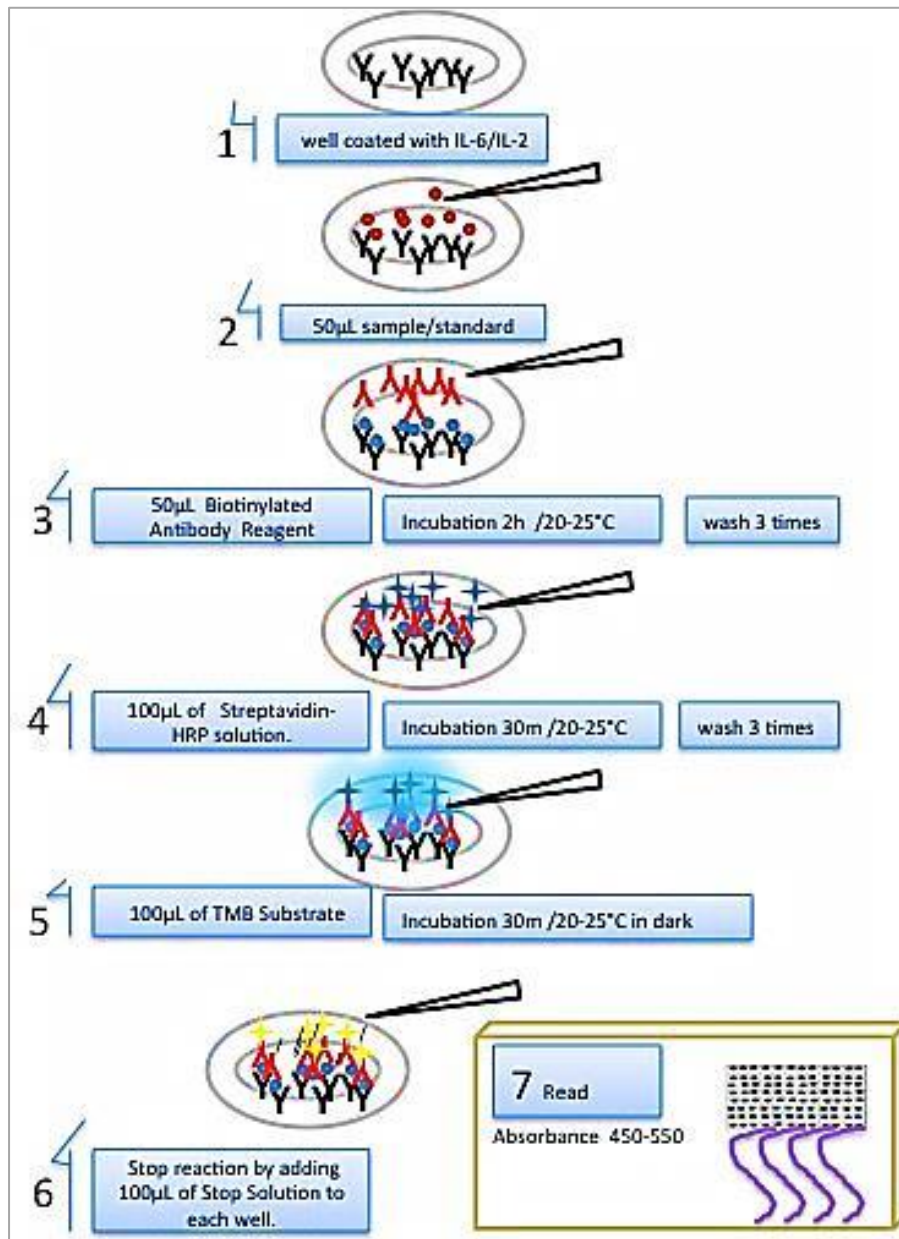 1
well coated with IL-6/IL-2
2
50µL sample/standard
3
50µL Biotinylated
Antibody Reagent
Incubation 2h /20-25°C
wash 3 times
4
100µL of Streptavidin-
HRP solution.
Incubation 30m /20-25°C
wash 3 times
5
100µL of TMB Substrate
Incubation 30m /20-25°C in dark
6
Stop reaction by adding
100µL of Stop Solution to
each well.
7 Read
Absorbance 450-550